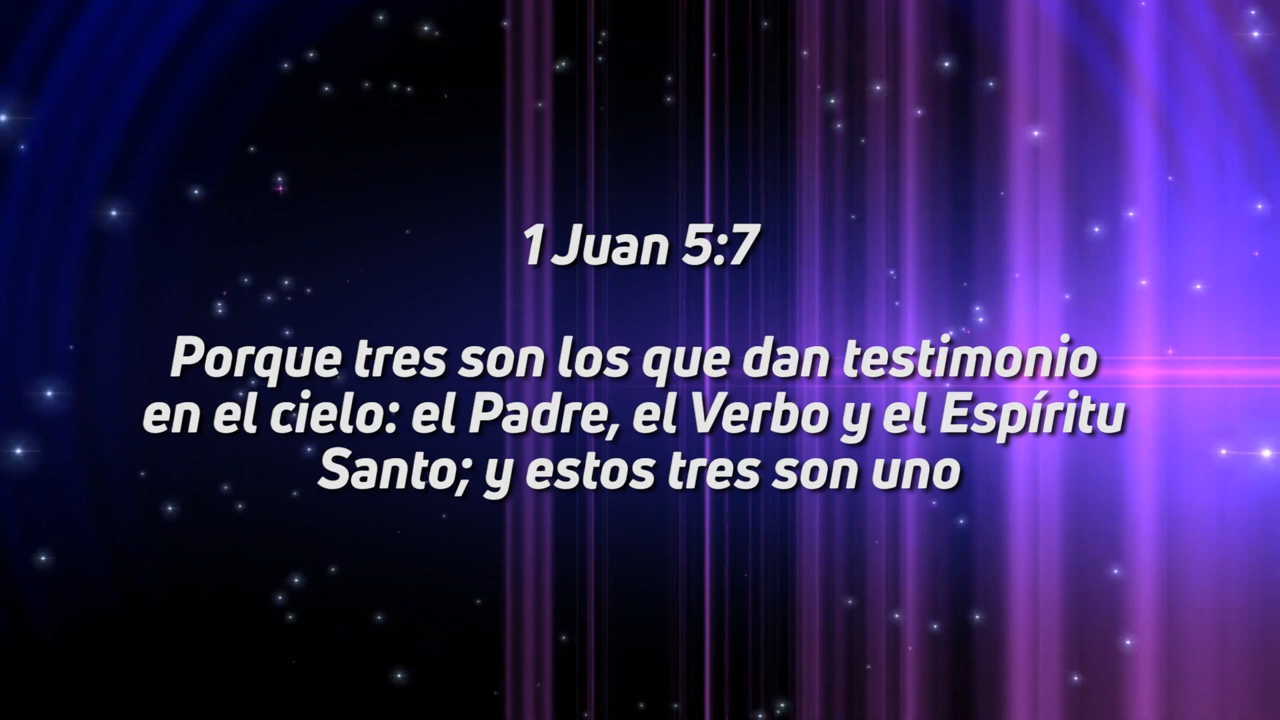 1 Juan 5:7
Porque tres son los que dan testimonio
en el cielo: el Padre, el Verbo y el Espíritu
Santo; y estos tres son uno